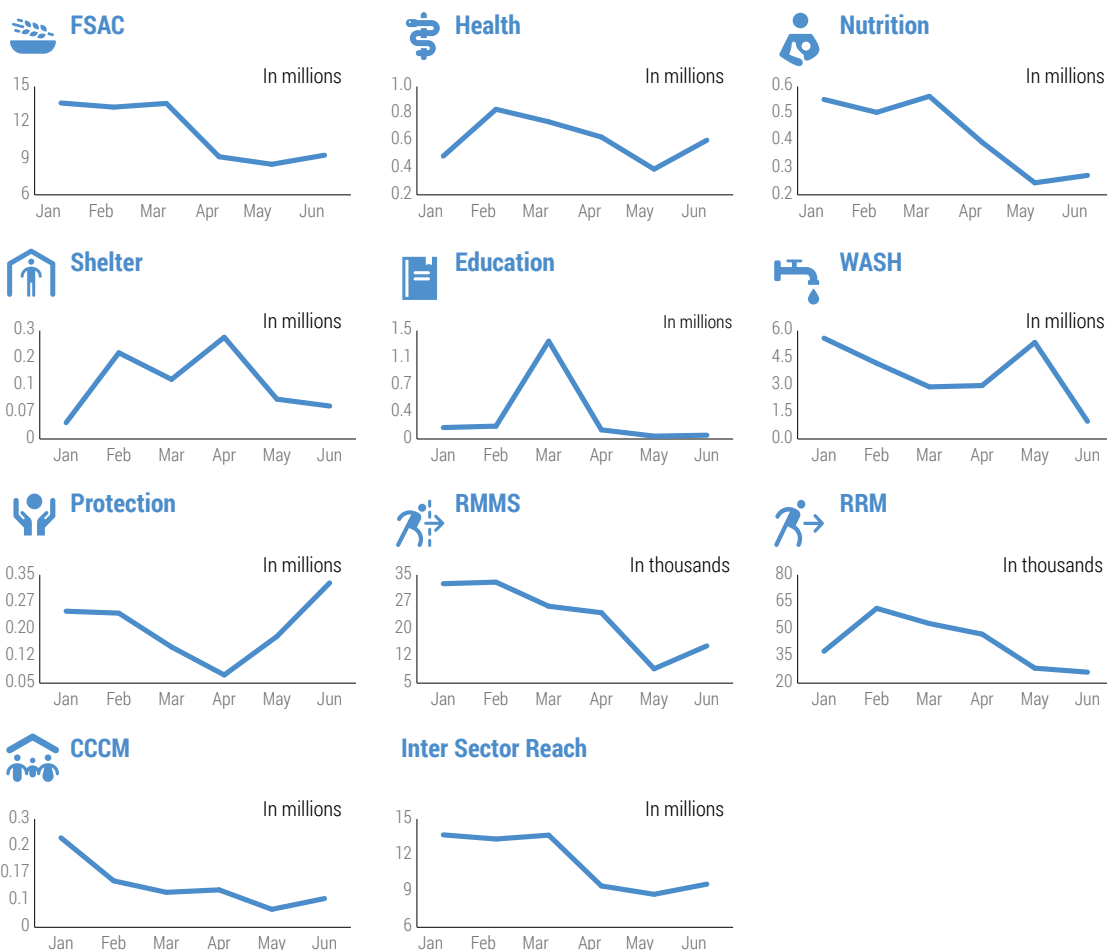 FSAC
In millions
15
12
9
6
Jan Feb Mar Apr May Jun
Health
In millions
1.0
0.8
0.6
0.4
0.2
Jan Feb Mar Apr May Jun
Nutrition
In millions
0.6
0.5
0.4
0.3
0.2
Jan Feb Mar Apr May Jun
Shelter
In millions
0.3
0.2
0.1
0.07
0
Jan Feb Mar Apr May Jun
Education
In millions
1.5
1.1
0.7
0.4
0
Jan Feb Mar Apr May Jun
WASH
In millions
6.0
4.5
3.0
1.5
0.0
Jan Feb Mar Apr May Jun
Protection
In millions
0.35
0.27
0.20
0.12
0.05
Jan Feb Mar Apr May Jun
RMMS
In thousands
35
27
20
12
5
Jan Feb Mar Apr May Jun
RRM
In thousands
80
65
50
35
20
Jan Feb Mar Apr May Jun
CCCM
In millions
0.3
0.2
0.17
0.1
0
Jan Feb Mar Apr May Jun
Inter Sector Reach
In millions
15
12
9
6
Jan Feb Mar Apr May Jun